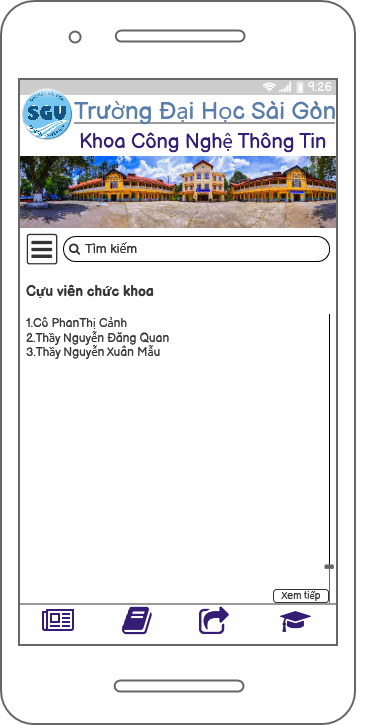 9:26
SGU
Trường Đại Học Sài Gòn
Khoa Công Nghệ Thông Tin
Tìm kiếm
Cựu viên chức khoa
1.Cô PhanThị Cảnh
2.Thầy Nguyễn Đăng Quan
3.Thầy Nguyễn Xuân Mẫu
Xem tiếp